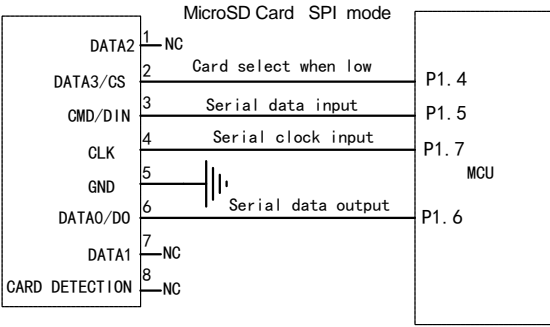 MicroSD Card SPI mode
DATA2 1 NC
DATA3/CS 2 Card select when low P1.4
CMD/DIN 3 Serial data input P1.5
CLK 4 Serial clock input P1.7
MCU
GND 5
DATA0/DO 6 Serial data output P1.6
DATA1 7 NC
CARD DETECTION 8 NC